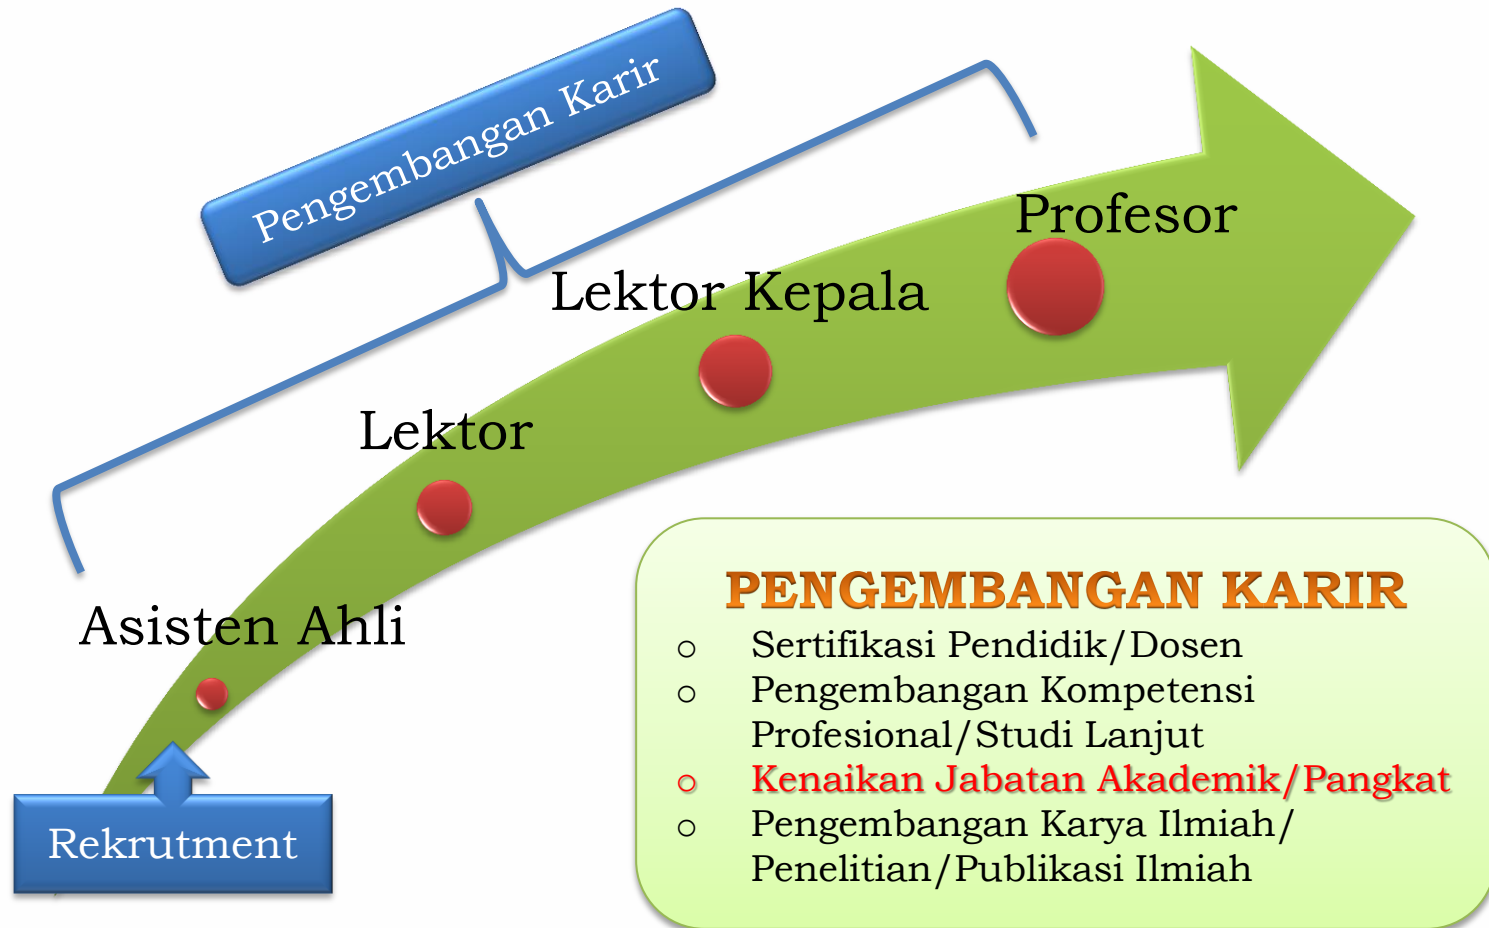 Pengembangan Karir
Profesor
Lektor Kepala
Lektor
Asisten Ahli
Rekrutment
PENGEMBANGAN KARIR
o Sertifikasi Pendidik/Dosen
o Pengembangan Kompetensi
Profesional/Studi Lanjut
o Kenaikan Jabatan Akademik/Pangkat
o Pengembangan Karya Ilmiah/
Penelitian/Publikasi Ilmiah